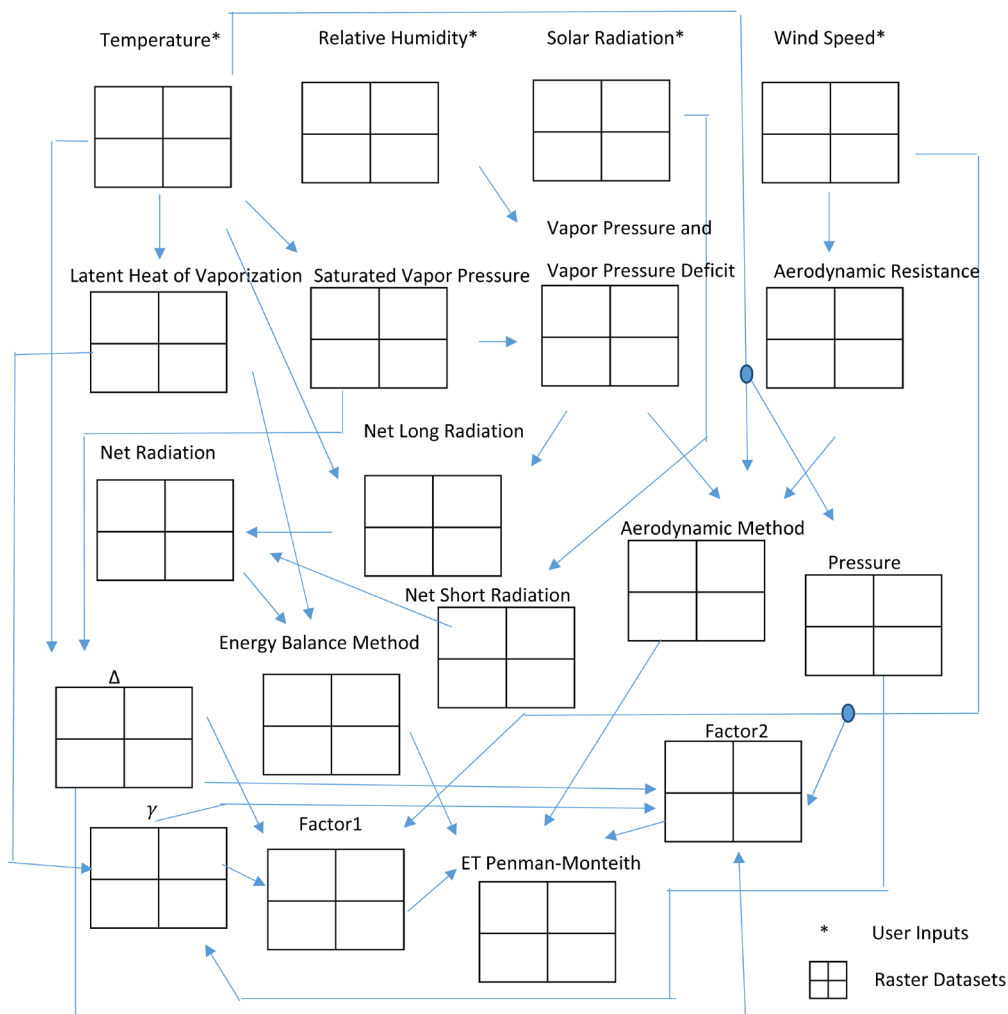 Temperature*
Relative Humidity*
Solar Radiation*
Wind Speed*
Vapor Pressure and
Vapor Pressure Deficit
Latent Heat of Vaporization
Saturated Vapor Pressure
Aerodynamic Resistance
Net Long Radiation
Net Radiation
Aerodynamic Method
Pressure
Net Short Radiation
Energy Balance Method
Δ
Factor2
γ
Factor1
ET Penman-Monteith
* User Inputs
Raster Datasets